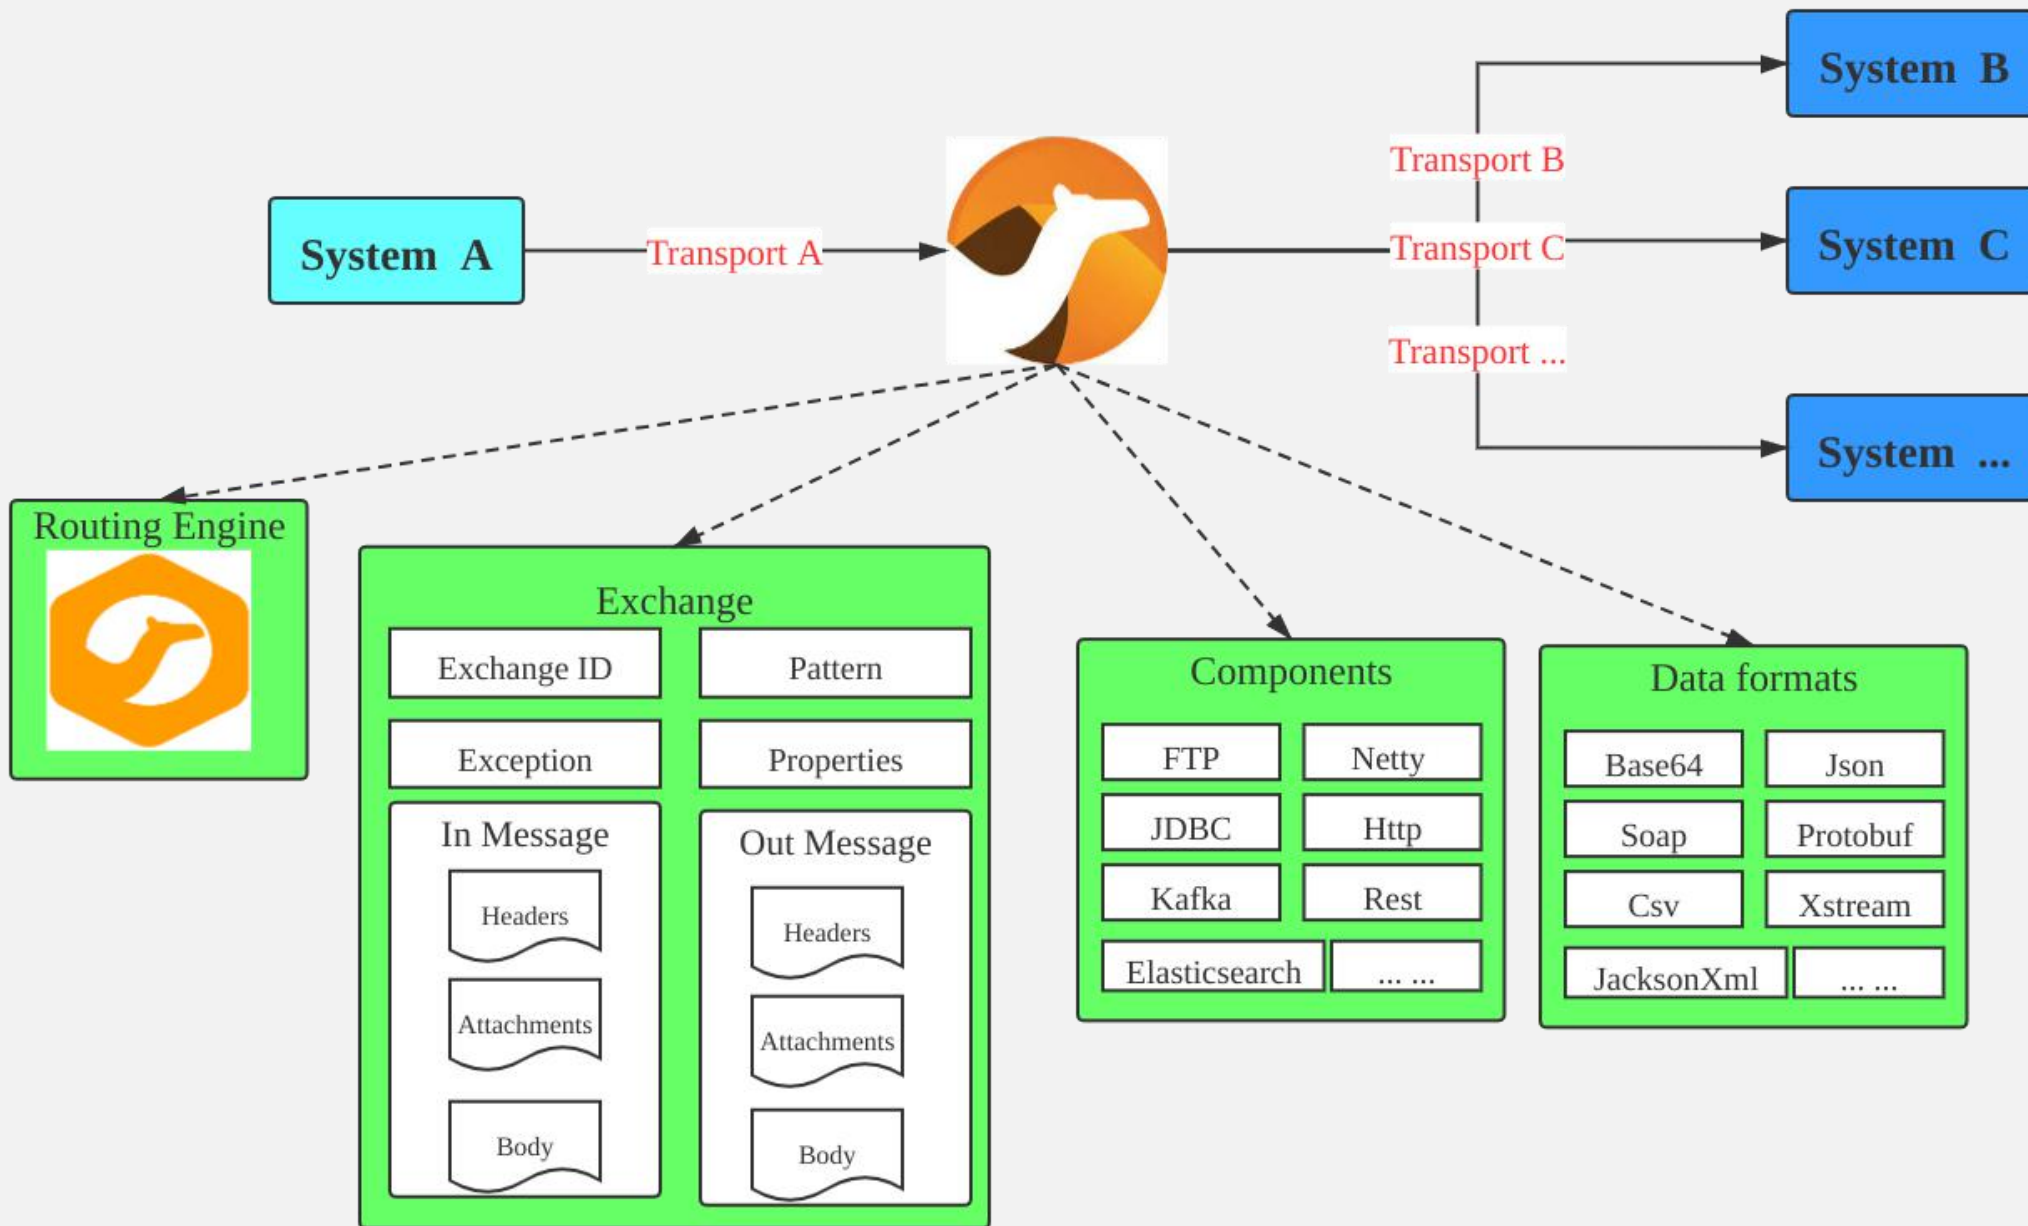 System B
Transport B
System A
Transport A
Transport C
System C
Transport ...
System ...
Routing Engine
Exchange
Exchange ID
Pattern
Exception
Properties
In Message
Headers
Attachments
Body
Out Message
Headers
Attachments
Body
Components
FTP
Netty
JDBC
Http
Kafka
Rest
Elasticsearch
... ...
Data formats
Base64
Json
Soap
Protobuf
Csv
Xstream
JacksonXml
... ...